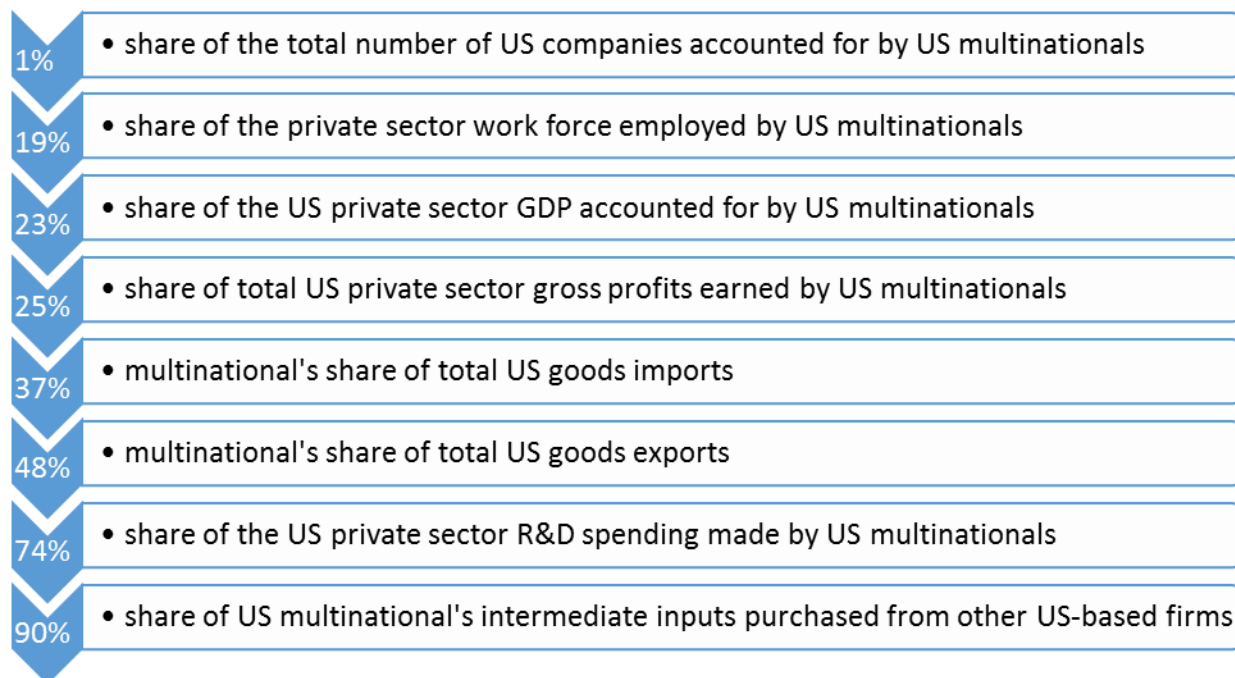 1%
• share of the total number of US companies accounted for by US multinationals
19%
• share of the private sector work force employed by US multinationals
23%
• share of the US private sector GDP accounted for by US multinationals
25%
• share of total US private sector gross profits earned by US multinationals
37%
• multinational's share of total US goods imports
48%
• multinational's share of total US goods exports
74%
• share of the US private sector R&D spending made by US multinationals
90%
• share of US multinational's intermediate inputs purchased from other US-based firms